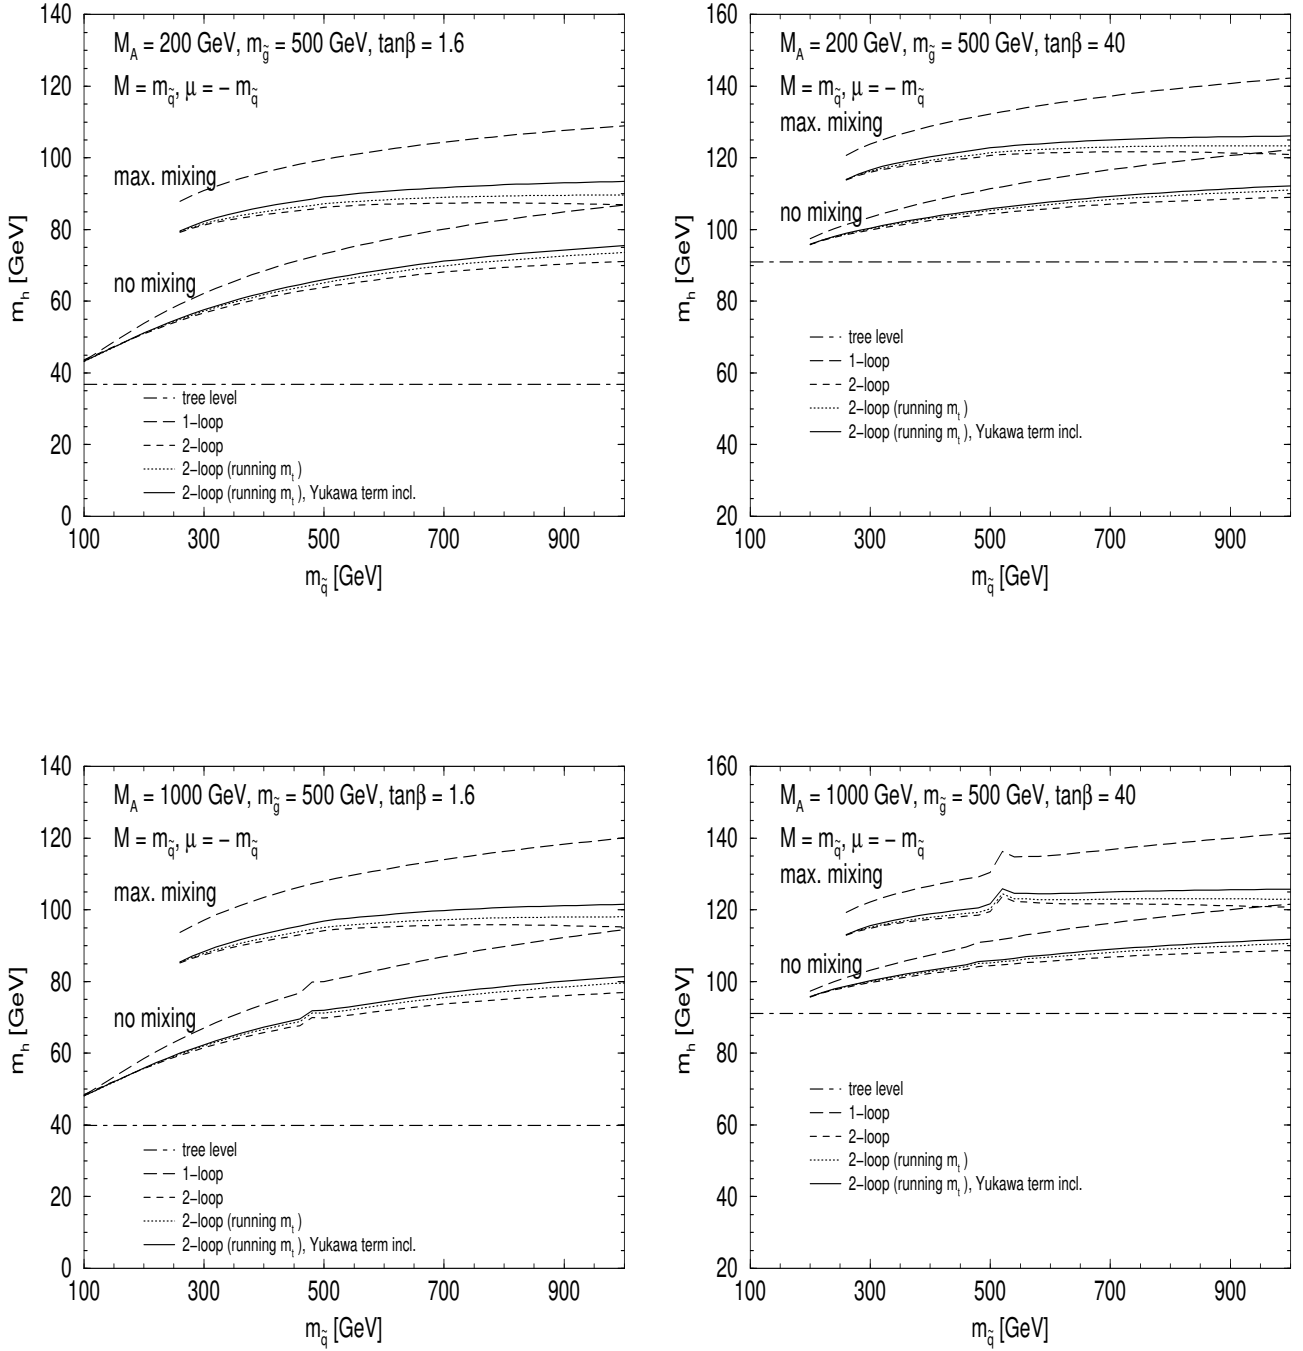 140
120
100
80
60
40
20
0
m_h [GeV]
M_A = 200 GeV, m_g̃ = 500 GeV, tanβ = 1.6
M = m_q̃, μ = − m_q̃
max. mixing
no mixing
tree level
1−loop
2−loop
2−loop (running m_t )
2−loop (running m_t ), Yukawa term incl.
100 300 500 700 900
m_q̃ [GeV]
160
140
120
100
80
60
40
20
m_h [GeV]
M_A = 200 GeV, m_g̃ = 500 GeV, tanβ = 40
M = m_q̃, μ = − m_q̃
max. mixing
no mixing
tree level
1−loop
2−loop
2−loop (running m_t )
2−loop (running m_t ), Yukawa term incl.
100 300 500 700 900
m_q̃ [GeV]
140
120
100
80
60
40
20
0
m_h [GeV]
M_A = 1000 GeV, m_g̃ = 500 GeV, tanβ = 1.6
M = m_q̃, μ = − m_q̃
max. mixing
no mixing
tree level
1−loop
2−loop
2−loop (running m_t )
2−loop (running m_t ), Yukawa term incl.
100 300 500 700 900
m_q̃ [GeV]
160
140
120
100
80
60
40
20
m_h [GeV]
M_A = 1000 GeV, m_g̃ = 500 GeV, tanβ = 40
M = m_q̃, μ = − m_q̃
max. mixing
no mixing
tree level
1−loop
2−loop
2−loop (running m_t )
2−loop (running m_t ), Yukawa term incl.
100 300 500 700 900
m_q̃ [GeV]